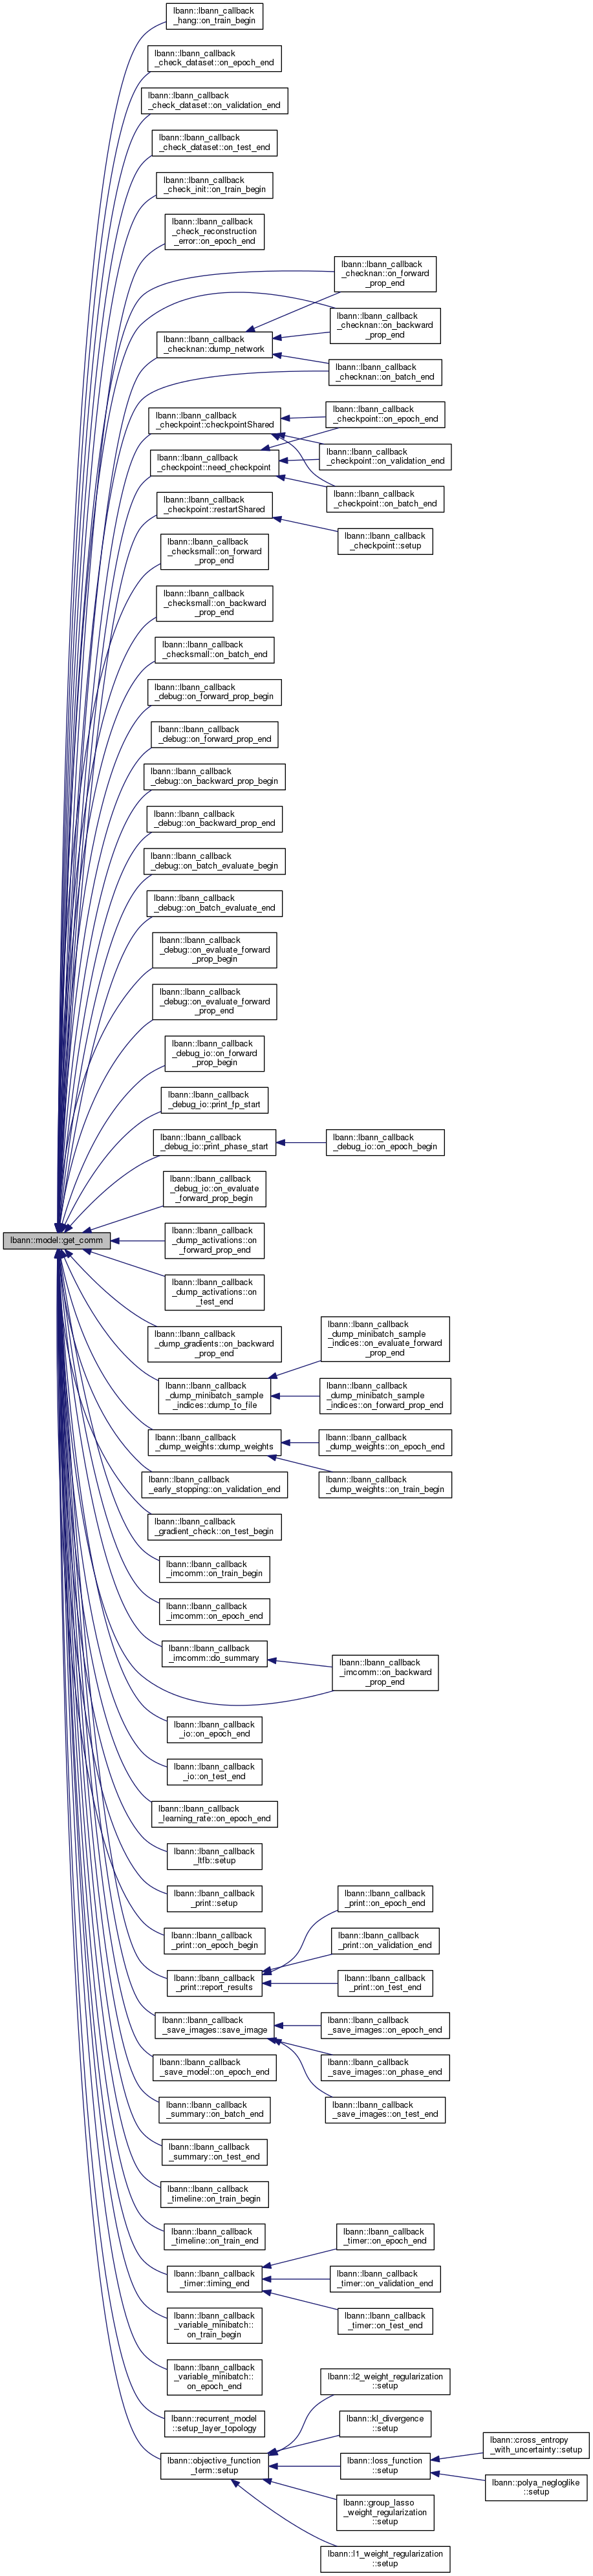 lbann::lbann_callback
_hang::on_train_begin
lbann::lbann_callback
_check_dataset::on_epoch_end
lbann::lbann_callback
_check_dataset::on_validation_end
lbann::lbann_callback
_check_dataset::on_test_end
lbann::lbann_callback
_check_init::on_train_begin
lbann::lbann_callback
_check_reconstruction
_error::on_epoch_end
lbann::lbann_callback
_checknan::on_forward
_prop_end
lbann::lbann_callback
_checknan::on_backward
_prop_end
lbann::lbann_callback
_checknan::dump_network
lbann::lbann_callback
_checknan::on_batch_end
lbann::lbann_callback
_checkpoint::checkpointShared
lbann::lbann_callback
_checkpoint::on_epoch_end
lbann::lbann_callback
_checkpoint::on_validation_end
lbann::lbann_callback
_checkpoint::need_checkpoint
lbann::lbann_callback
_checkpoint::on_batch_end
lbann::lbann_callback
_checkpoint::restartShared
lbann::lbann_callback
_checkpoint::setup
lbann::lbann_callback
_checksmall::on_forward
_prop_end
lbann::lbann_callback
_checksmall::on_backward
_prop_end
lbann::lbann_callback
_checksmall::on_batch_end
lbann::lbann_callback
_debug::on_forward_prop_begin
lbann::lbann_callback
_debug::on_forward_prop_end
lbann::lbann_callback
_debug::on_backward_prop_begin
lbann::lbann_callback
_debug::on_backward_prop_end
lbann::lbann_callback
_debug::on_batch_evaluate_begin
lbann::lbann_callback
_debug::on_batch_evaluate_end
lbann::lbann_callback
_debug::on_evaluate_forward
_prop_begin
lbann::lbann_callback
_debug::on_evaluate_forward
_prop_end
lbann::lbann_callback
_debug_io::on_forward
_prop_begin
lbann::lbann_callback
_debug_io::print_fp_start
lbann::lbann_callback
_debug_io::print_phase_start
lbann::lbann_callback
_debug_io::on_epoch_begin
lbann::lbann_callback
_debug_io::on_evaluate
_forward_prop_begin
lbann::model::get_comm
lbann::lbann_callback
_dump_activations::on
_forward_prop_end
lbann::lbann_callback
_dump_activations::on
_test_end
lbann::lbann_callback
_dump_gradients::on_backward
_prop_end
lbann::lbann_callback
_dump_minibatch_sample
_indices::on_evaluate_forward
_prop_end
lbann::lbann_callback
_dump_minibatch_sample
_indices::dump_to_file
lbann::lbann_callback
_dump_minibatch_sample
_indices::on_forward_prop_end
lbann::lbann_callback
_dump_weights::dump_weights
lbann::lbann_callback
_dump_weights::on_epoch_end
lbann::lbann_callback
_early_stopping::on_validation_end
lbann::lbann_callback
_dump_weights::on_train_begin
lbann::lbann_callback
_gradient_check::on_test_begin
lbann::lbann_callback
_imcomm::on_train_begin
lbann::lbann_callback
_imcomm::on_epoch_end
lbann::lbann_callback
_imcomm::do_summary
lbann::lbann_callback
_imcomm::on_backward
_prop_end
lbann::lbann_callback
_io::on_epoch_end
lbann::lbann_callback
_io::on_test_end
lbann::lbann_callback
_learning_rate::on_epoch_end
lbann::lbann_callback
_ltfb::setup
lbann::lbann_callback
_print::setup
lbann::lbann_callback
_print::on_epoch_end
lbann::lbann_callback
_print::on_epoch_begin
lbann::lbann_callback
_print::on_validation_end
lbann::lbann_callback
_print::report_results
lbann::lbann_callback
_print::on_test_end
lbann::lbann_callback
_save_images::save_image
lbann::lbann_callback
_save_images::on_epoch_end
lbann::lbann_callback
_save_model::on_epoch_end
lbann::lbann_callback
_save_images::on_phase_end
lbann::lbann_callback
_summary::on_batch_end
lbann::lbann_callback
_save_images::on_test_end
lbann::lbann_callback
_summary::on_test_end
lbann::lbann_callback
_timeline::on_train_begin
lbann::lbann_callback
_timeline::on_train_end
lbann::lbann_callback
_timer::on_epoch_end
lbann::lbann_callback
_timer::timing_end
lbann::lbann_callback
_timer::on_validation_end
lbann::lbann_callback
_variable_minibatch::
on_train_begin
lbann::lbann_callback
_timer::on_test_end
lbann::lbann_callback
_variable_minibatch::
on_epoch_end
lbann::l2_weight_regularization
::setup
lbann::recurrent_model
::setup_layer_topology
lbann::kl_divergence
::setup
lbann::objective_function
_term::setup
lbann::loss_function
::setup
lbann::cross_entropy
_with_uncertainty::setup
lbann::polya_negloglike
::setup
lbann::group_lasso
_weight_regularization
::setup
lbann::l1_weight_regularization
::setup